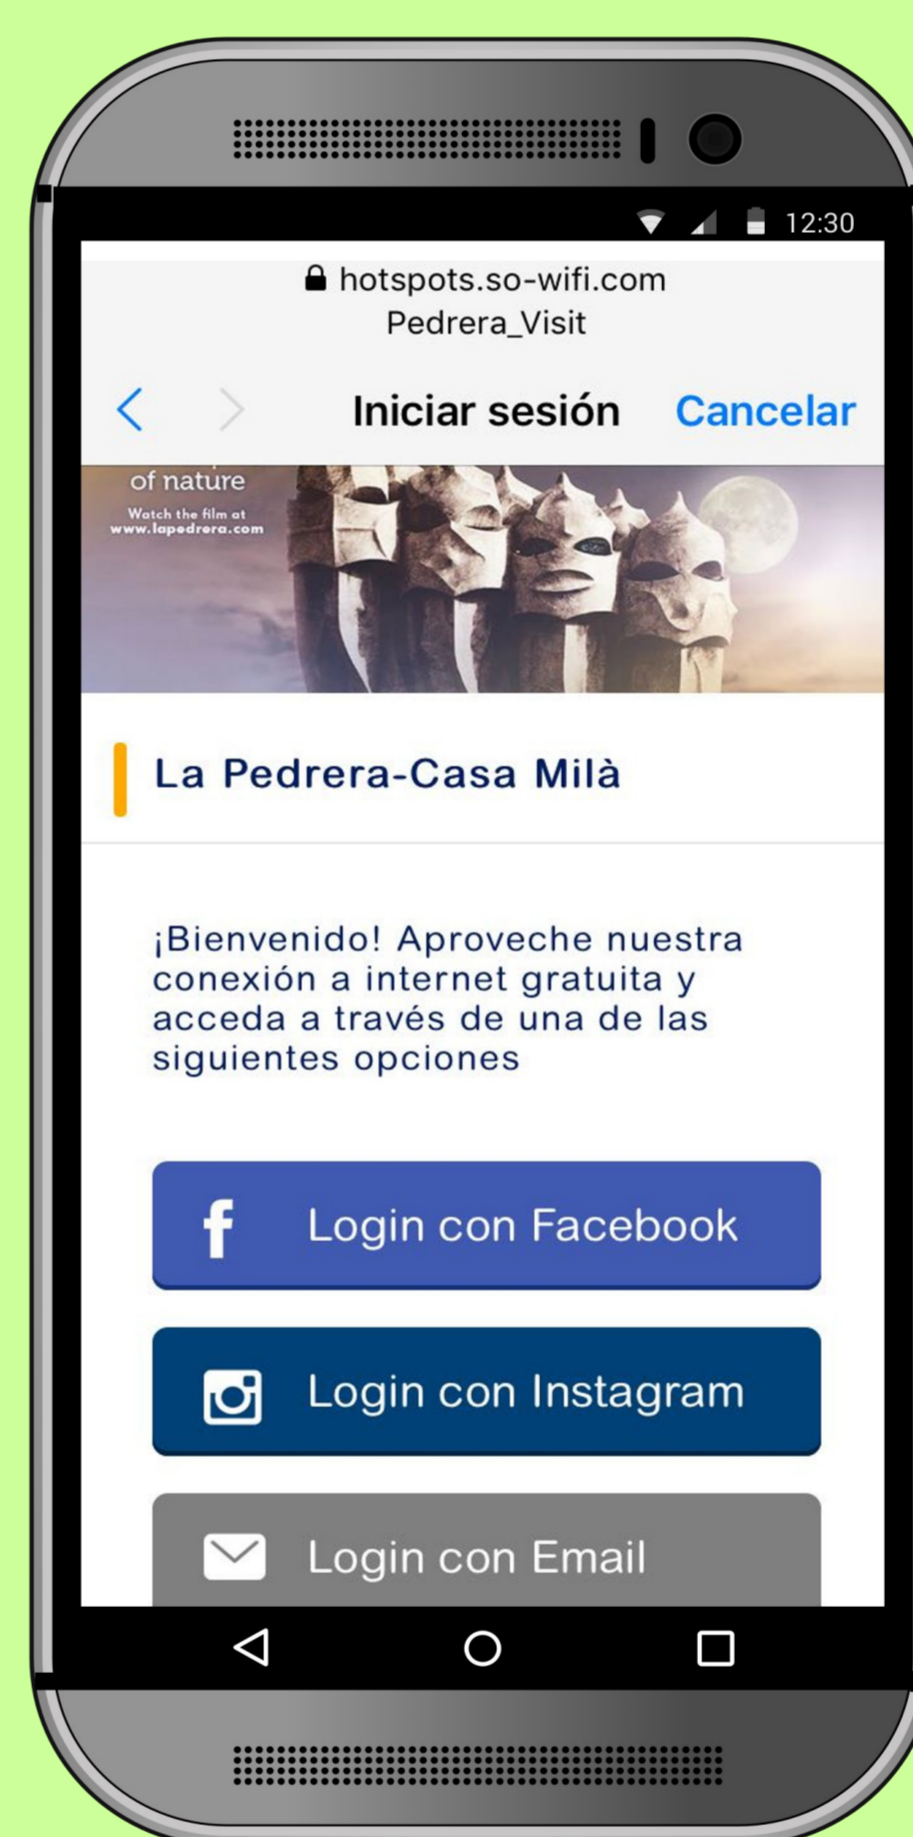 12:30
hotspots.so-wifi.com
Pedrera_Visit
Iniciar sesión Cancelar
of nature
Watch the film at
www.lapedrera.com
La Pedrera-Casa Milà
¡Bienvenido! Aproveche nuestra
conexión a internet gratuita y
acceda a través de una de las
siguientes opciones
f Login con Facebook
Login con Instagram
Login con Email